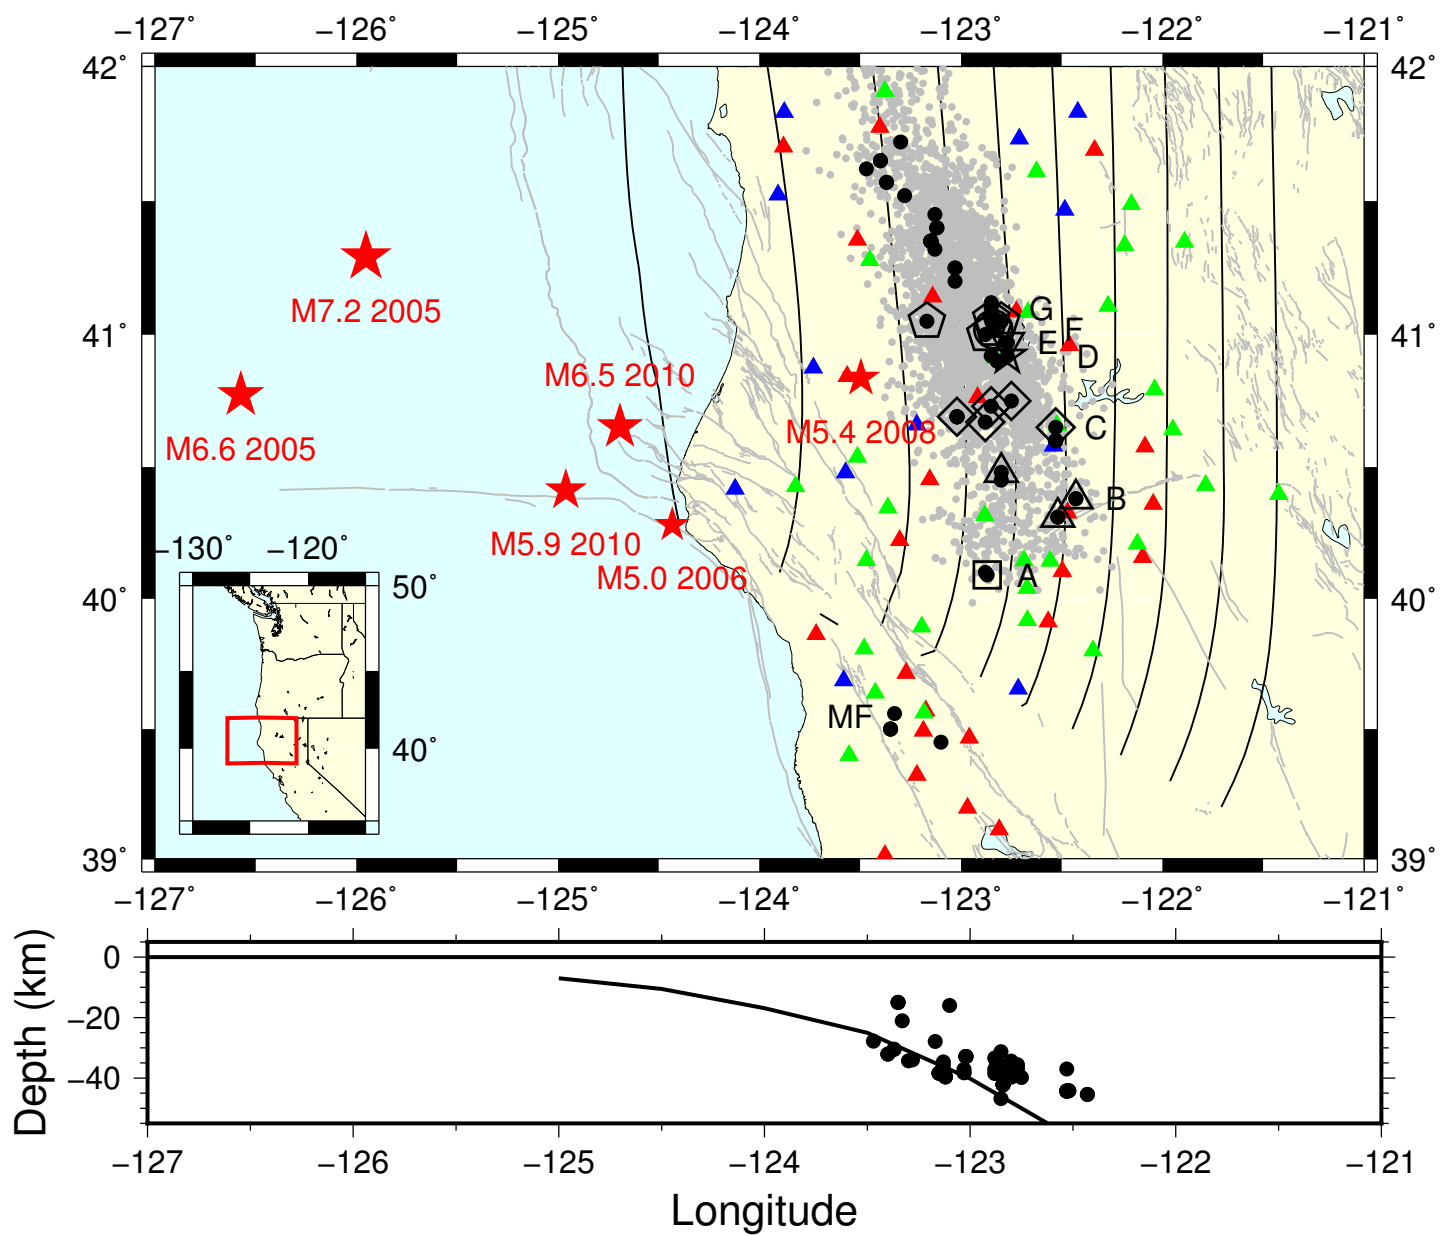 −127˚ −126˚ −125˚ −124˚ −123˚ −122˚ −121˚
42˚ 42˚
M7.2 2005
G
41˚ F 41˚
E
D
M6.5 2010
M6.6 2005
M5.4 2008
C
B
M5.9 2010
−130˚ −120˚
M5.0 2006
A
50˚
40˚ 40˚
MF
40˚
39˚ 39˚
−127˚ −126˚ −125˚ −124˚ −123˚ −122˚ −121˚
0
−20
−40
Depth (km)
−127 −126 −125 −124 −123 −122 −121
Longitude